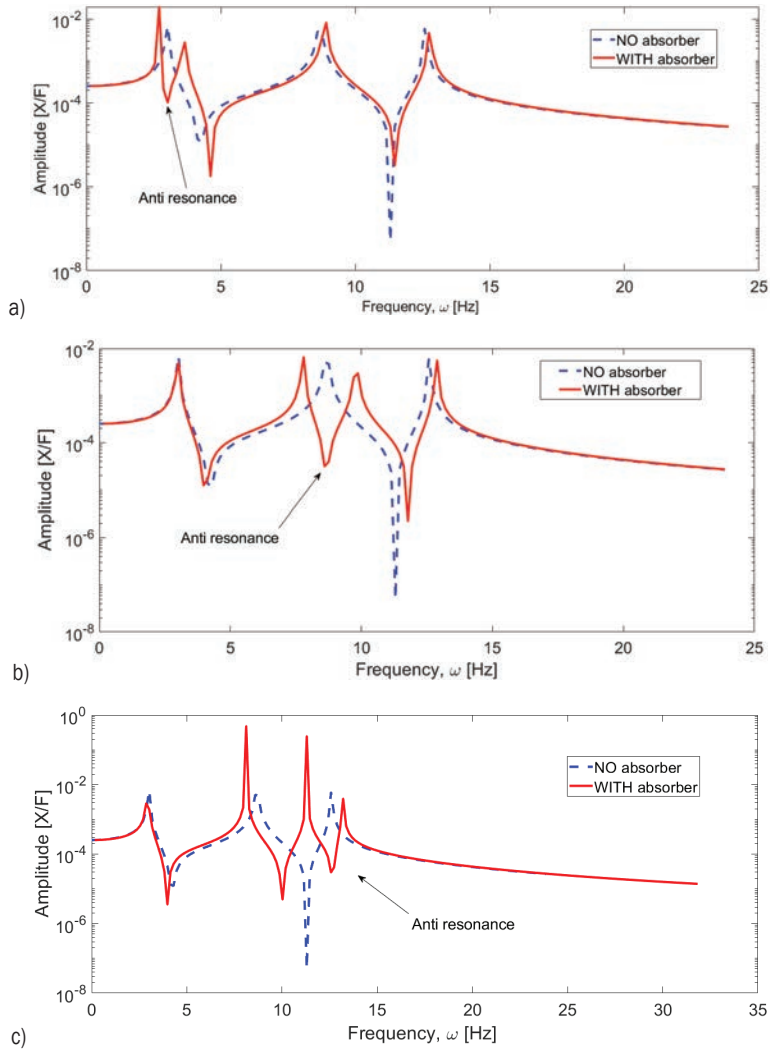 10^-2
10^-4
10^-6
10^-8
Amplitude [X/F]
NO absorber
WITH absorber
Anti resonance
0 5 10 15 20 25
Frequency, ω [Hz]
a)
10^-2
10^-4
10^-6
10^-8
Amplitude [X/F]
NO absorber
WITH absorber
Anti resonance
0 5 10 15 20 25
Frequency, ω [Hz]
b)
10^0
10^-2
10^-4
10^-6
10^-8
Amplitude [X/F]
NO absorber
WITH absorber
Anti resonance
0 5 10 15 20 25 30 35
Frequency, ω [Hz]
c)